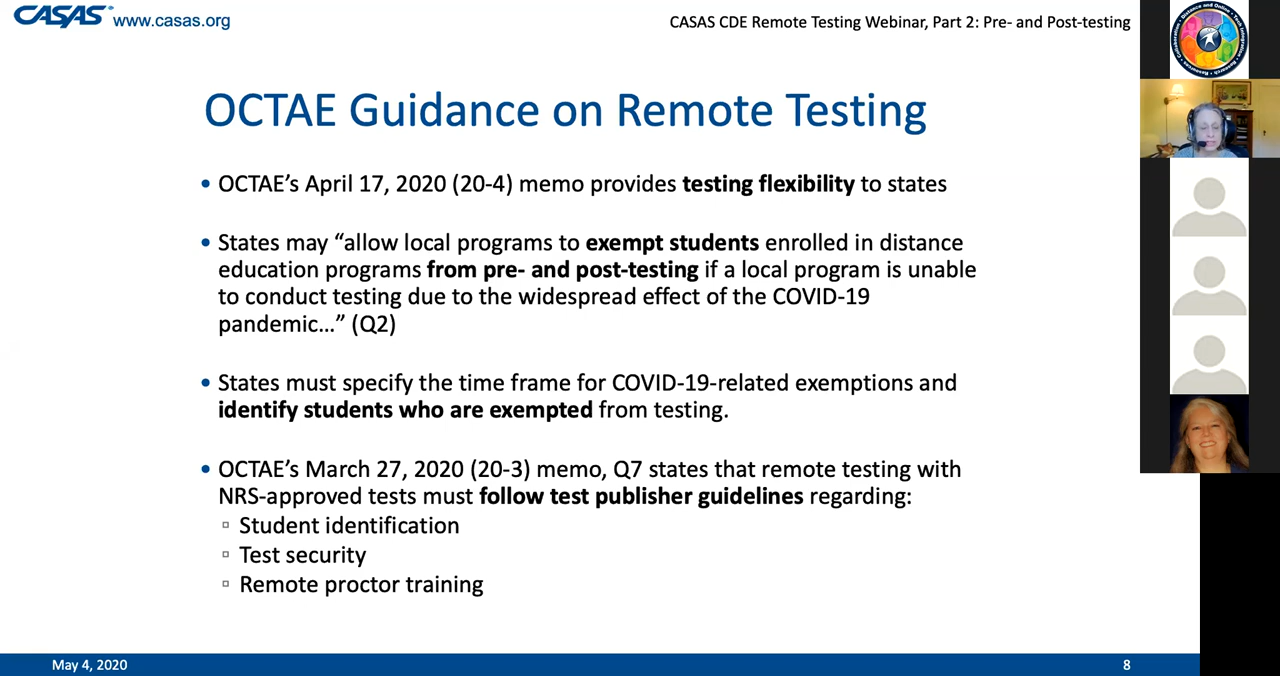 CASAS® www.casas.org
CASAS CDE Remote Testing Webinar, Part 2: Pre- and Post-testing
OCTAE Guidance on Remote Testing
• OCTAE’s April 17, 2020 (20-4) memo provides testing flexibility to states
• States may “allow local programs to exempt students enrolled in distance
education programs from pre- and post-testing if a local program is unable
to conduct testing due to the widespread effect of the COVID-19
pandemic…” (Q2)
• States must specify the time frame for COVID-19-related exemptions and
identify students who are exempted from testing.
• OCTAE’s March 27, 2020 (20-3) memo, Q7 states that remote testing with
NRS-approved tests must follow test publisher guidelines regarding:
▫ Student identification
▫ Test security
▫ Remote proctor training
May 4, 2020
8